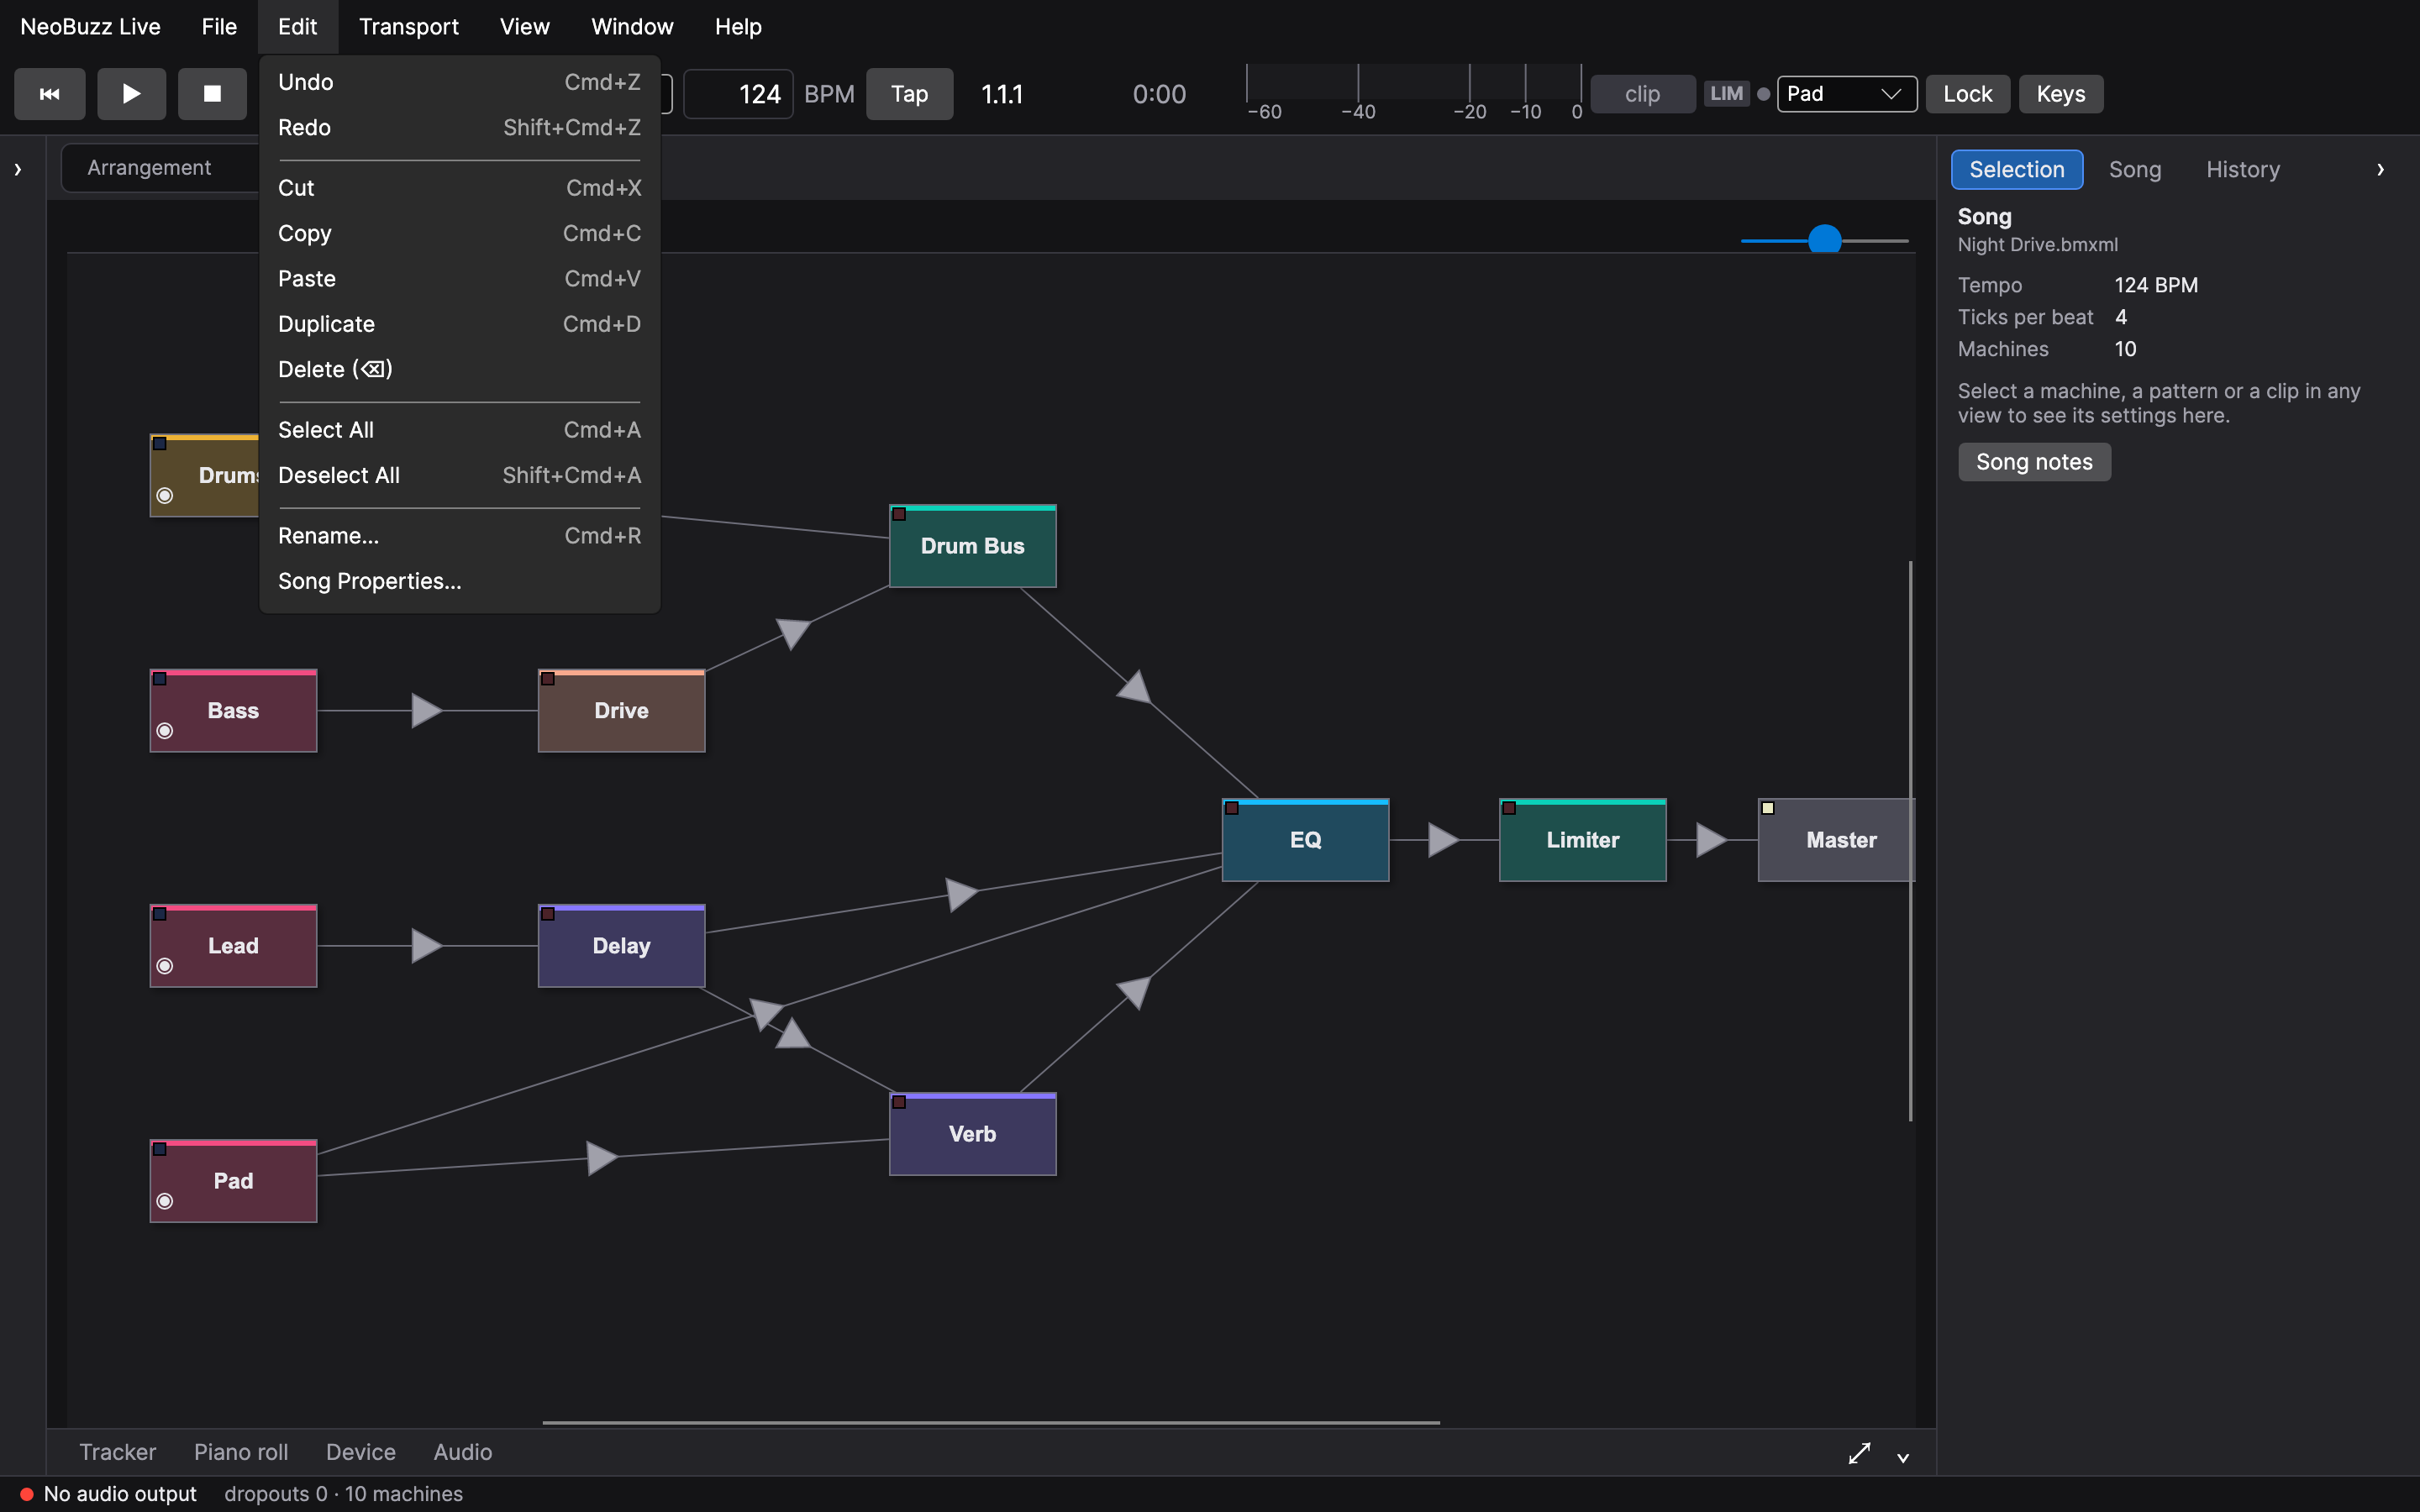 NeoBuzz Live File Edit Transport View Window Help
124 BPM Tap 1.1.1 0:00 clip LIM Pad Lock Keys
−60 −40 −20 −10 0
Undo Cmd+Z
Redo Shift+Cmd+Z
Cut Cmd+X
Copy Cmd+C
Paste Cmd+V
Duplicate Cmd+D
Delete (⌫)
Select All Cmd+A
Deselect All Shift+Cmd+A
Rename... Cmd+R
Song Properties...
Arrangement
Selection Song History
Song
Night Drive.bmxml
Tempo 124 BPM
Ticks per beat 4
Machines 10
Select a machine, a pattern or a clip in any
view to see its settings here.
Song notes
Drums
Drum Bus
Bass
Drive
EQ
Limiter
Master
Lead
Delay
Verb
Pad
Tracker Piano roll Device Audio
No audio output dropouts 0 · 10 machines